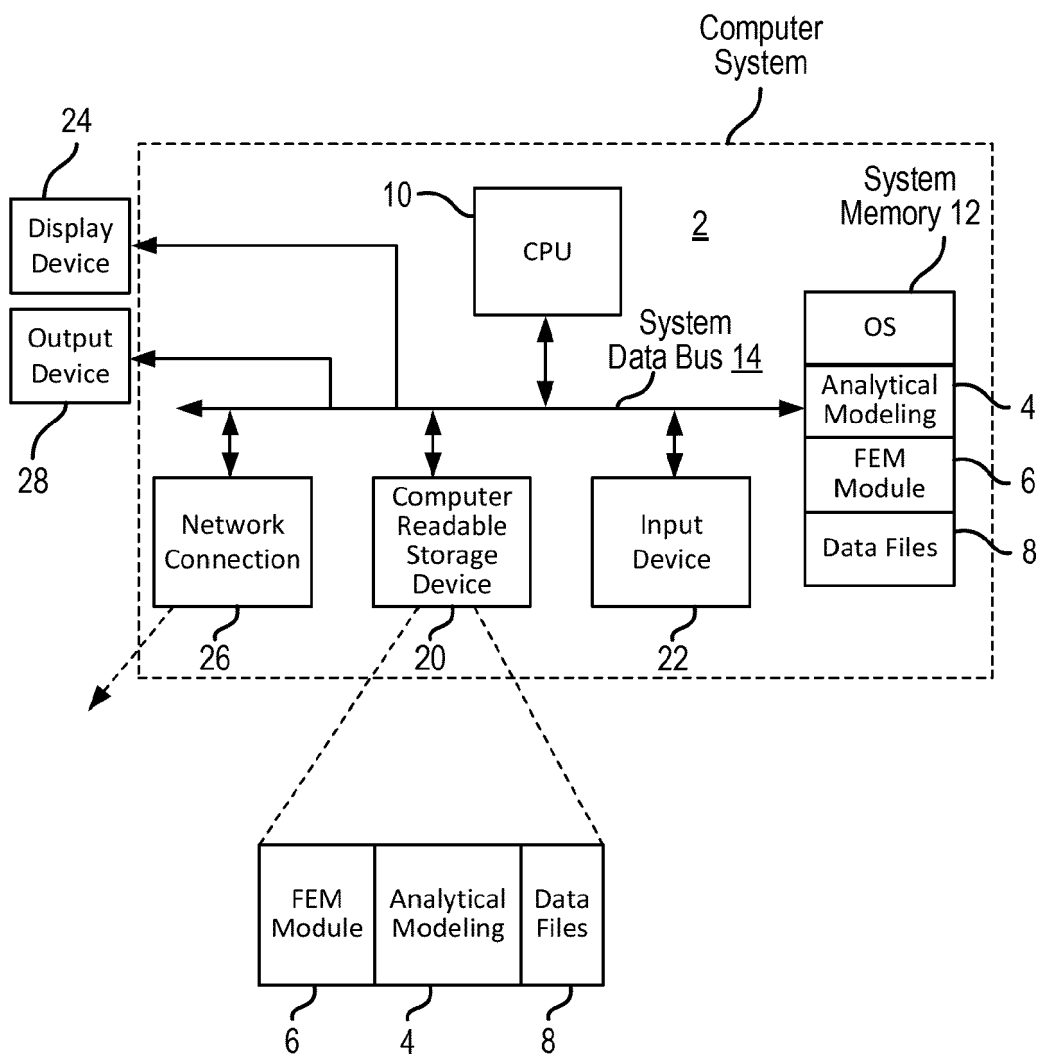 Computer
System
24
Display
Device
Output
Device
28
10
CPU
2
System
Memory 12
OS
Analytical
Modeling
4
FEM
Module
6
Data Files
8
System
Data Bus 14
Network
Connection
26
Computer
Readable
Storage
Device
20
Input
Device
22
FEM
Module
Analytical
Modeling
Data
Files
6
4
8